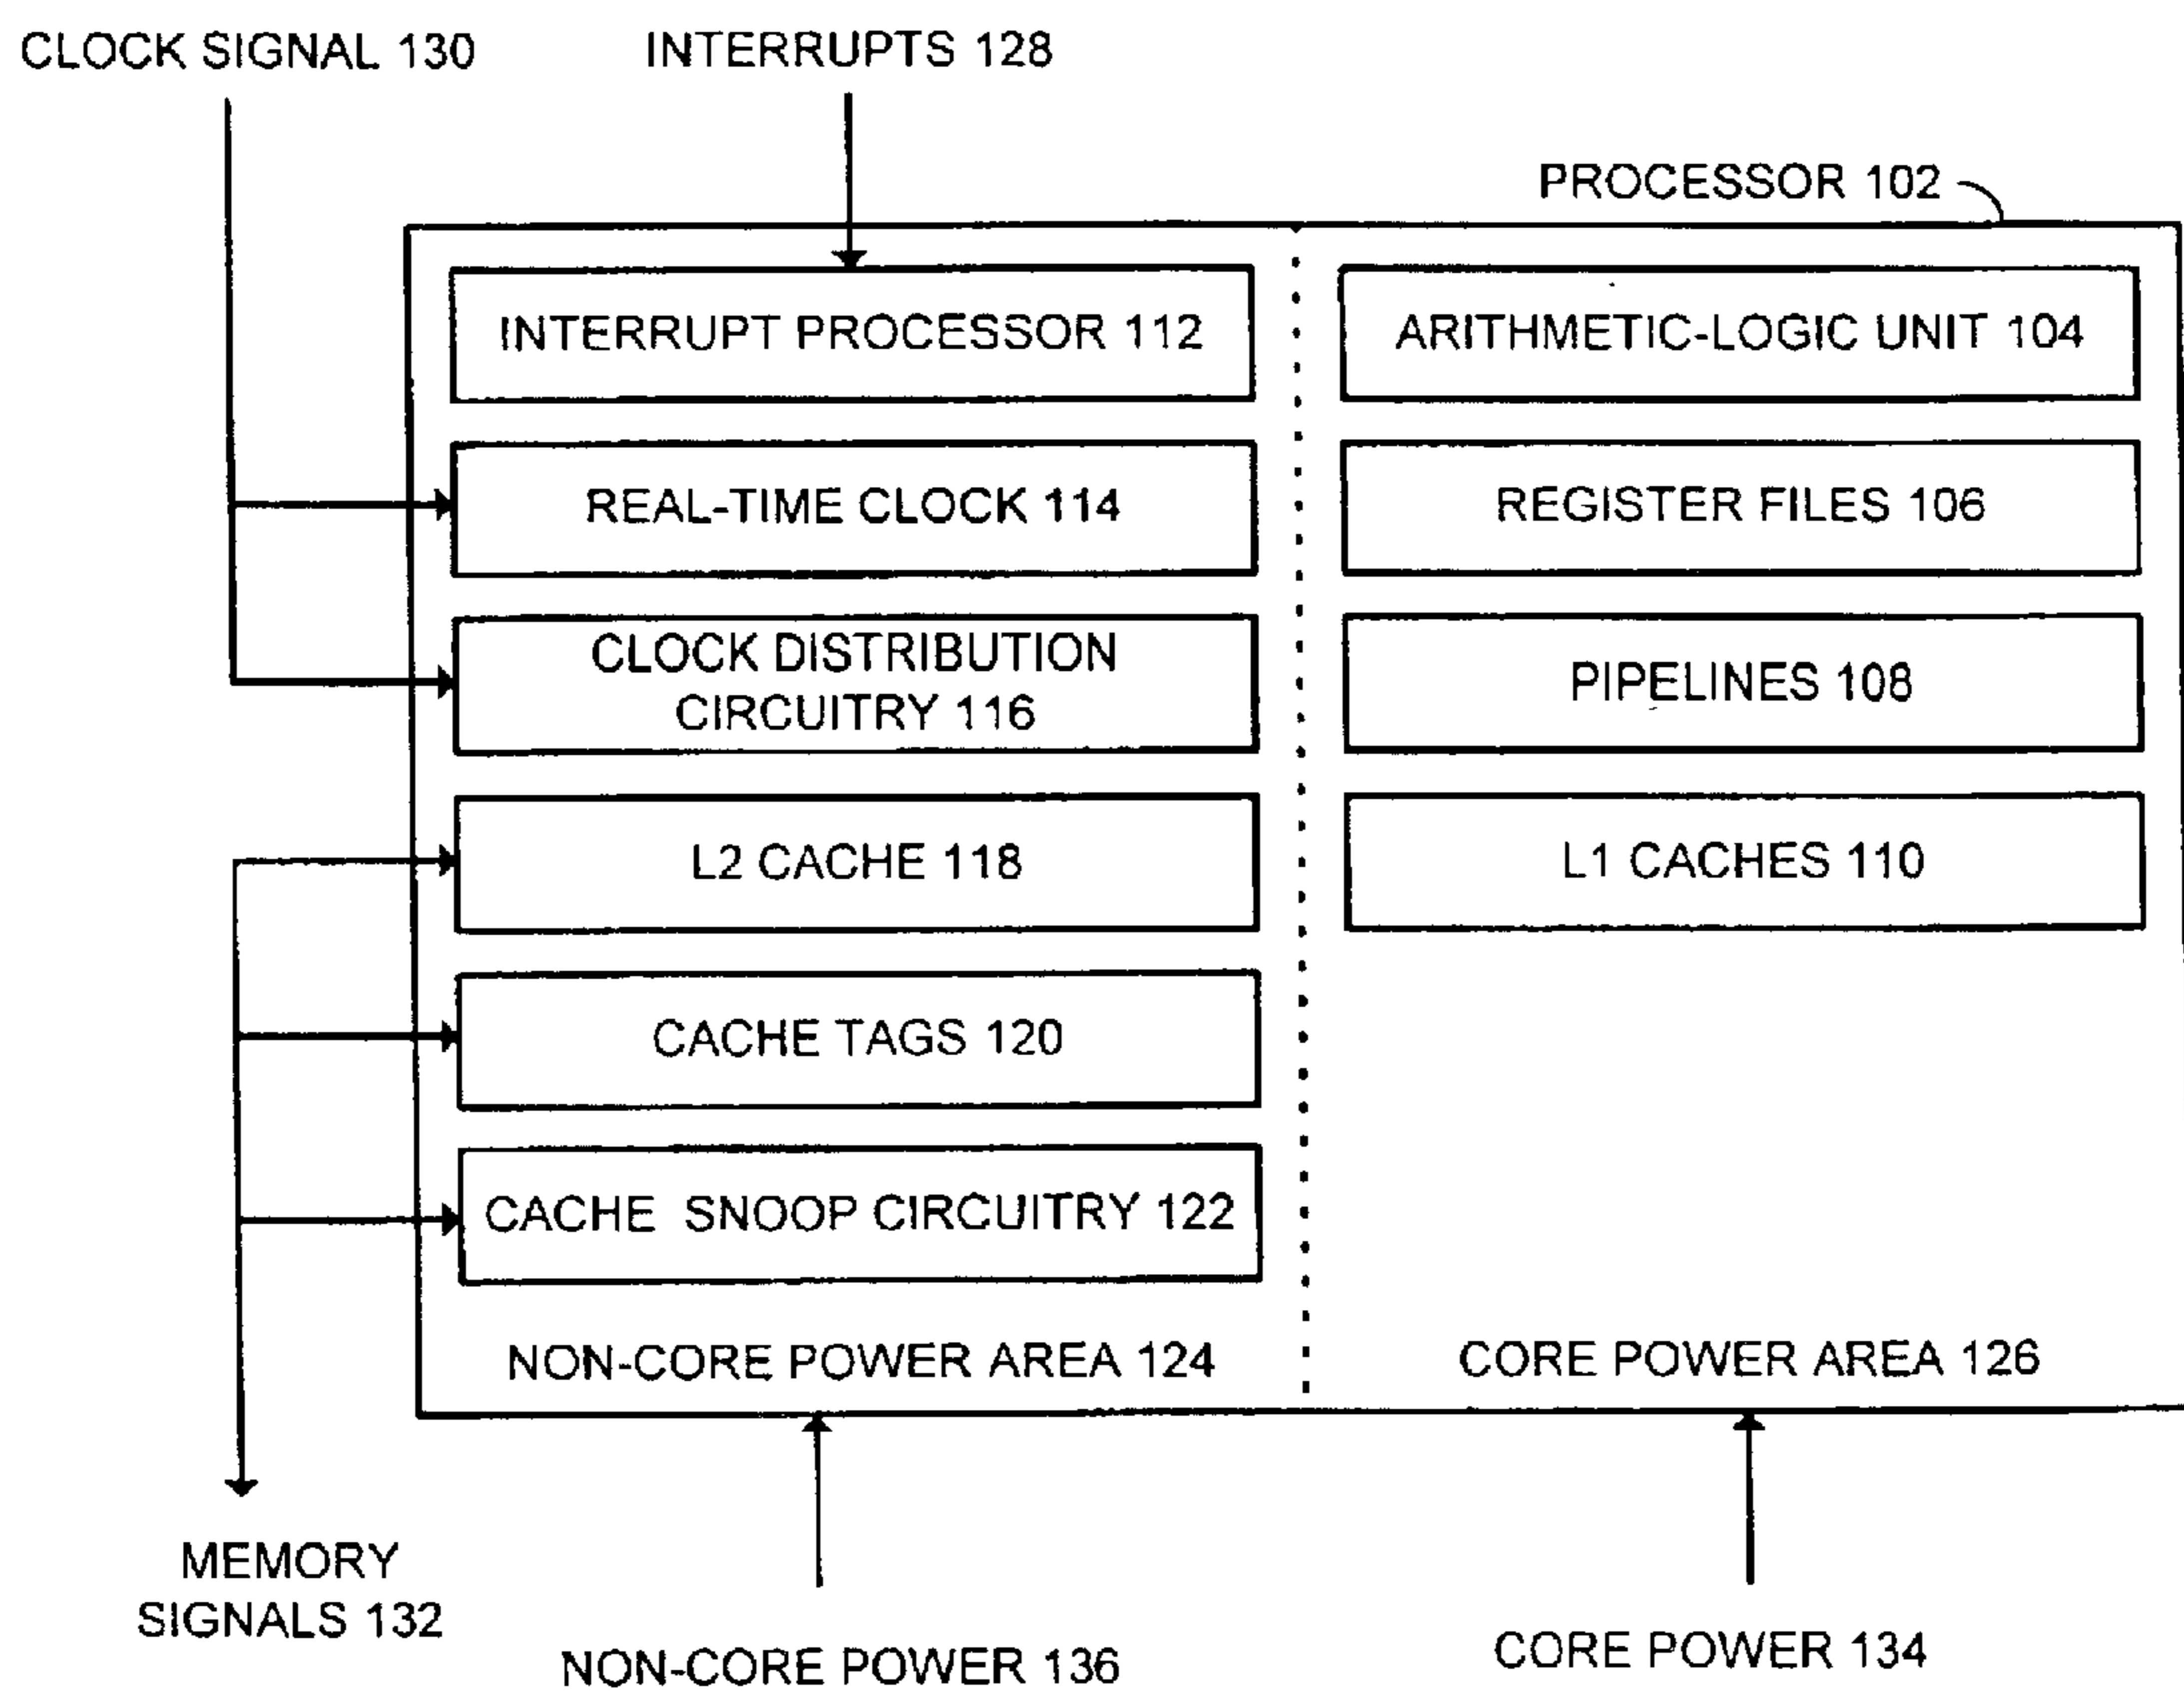 CLOCK SIGNAL 130
INTERRUPTS 128
PROCESSOR 102
INTERRUPT PROCESSOR 112
ARITHMETIC-LOGIC UNIT 104
REAL-TIME CLOCK 114
REGISTER FILES 106
CLOCK DISTRIBUTION
CIRCUITRY 116
PIPELINES 108
L2 CACHE 118
L1 CACHES 110
CACHE TAGS 120
CACHE SNOOP CIRCUITRY 122
NON-CORE POWER AREA 124
CORE POWER AREA 126
MEMORY
SIGNALS 132
NON-CORE POWER 136
CORE POWER 134